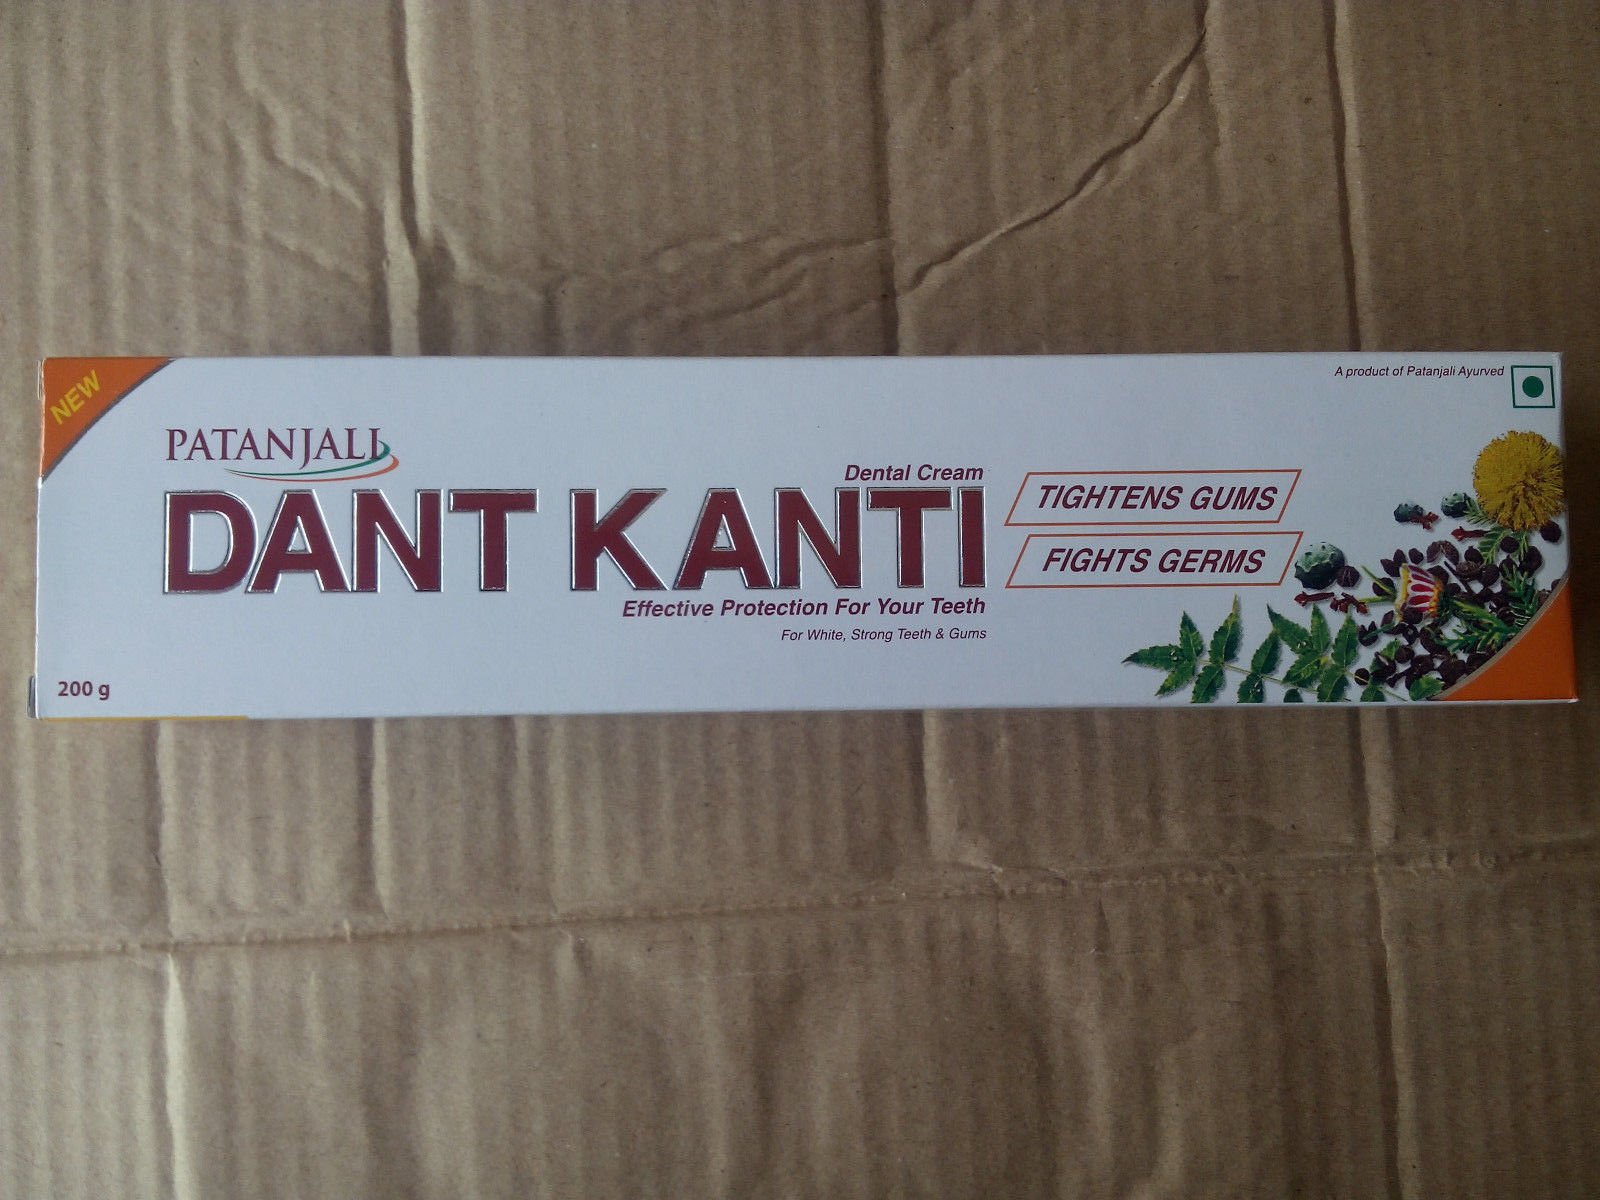 NEW
A product of Patanjali Ayurved
PATANJALI
Dental Cream
DANT KANTI
Effective Protection For Your Teeth
For White, Strong Teeth & Gums
TIGHTENS GUMS
FIGHTS GERMS
200 g